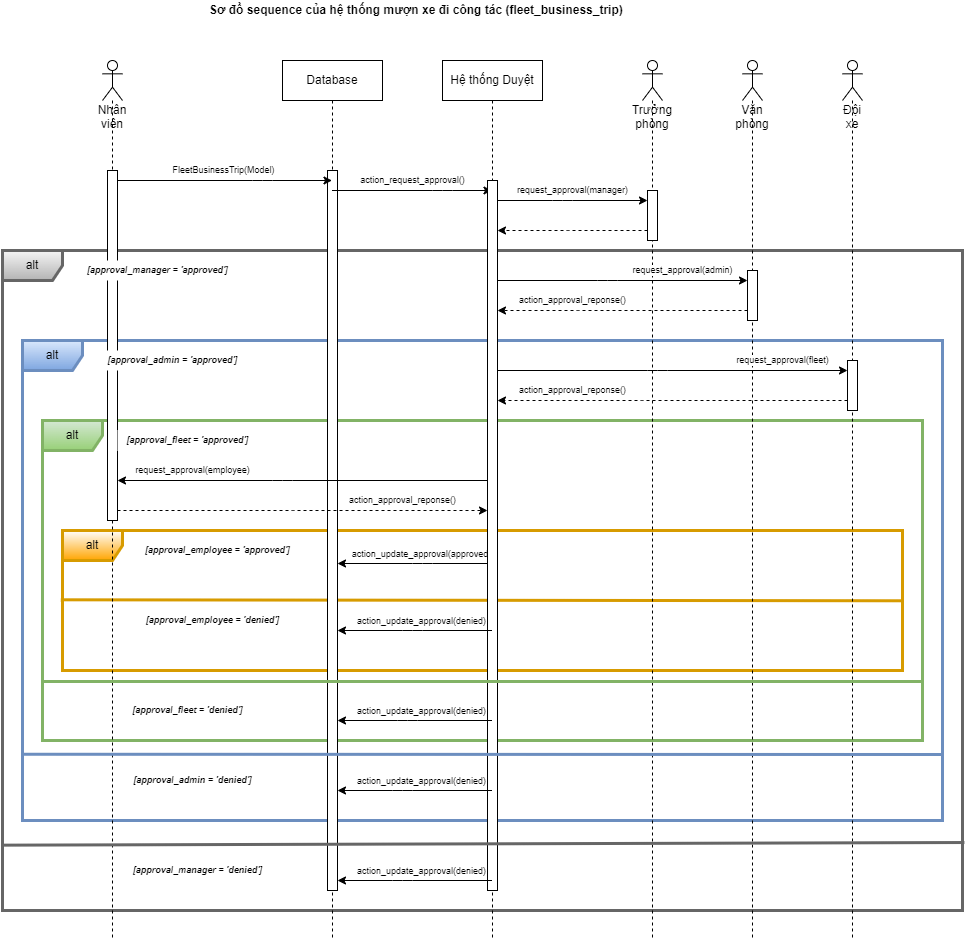 Sơ đồ sequence của hệ thống mượn xe đi công tác (fleet_business_trip)
Nhân
viên
Database
Hệ thống Duyệt
Trưởng
phòng
Văn
phòng
Đội
xe
FleetBusinessTrip(Model)
action_request_approval()
request_approval(manager)
alt
[approval_manager = 'approved']
request_approval(admin)
action_approval_reponse()
alt
[approval_admin = 'approved']
request_approval(fleet)
action_approval_reponse()
alt
[approval_fleet = 'approved']
request_approval(employee)
action_approval_reponse()
alt
[approval_employee = 'approved']
action_update_approval(approved
[approval_employee = 'denied']
action_update_approval(denied)
[approval_fleet = 'denied']
action_update_approval(denied)
[approval_admin = 'denied']
action_update_approval(denied)
[approval_manager = 'denied']
action_update_approval(denied)